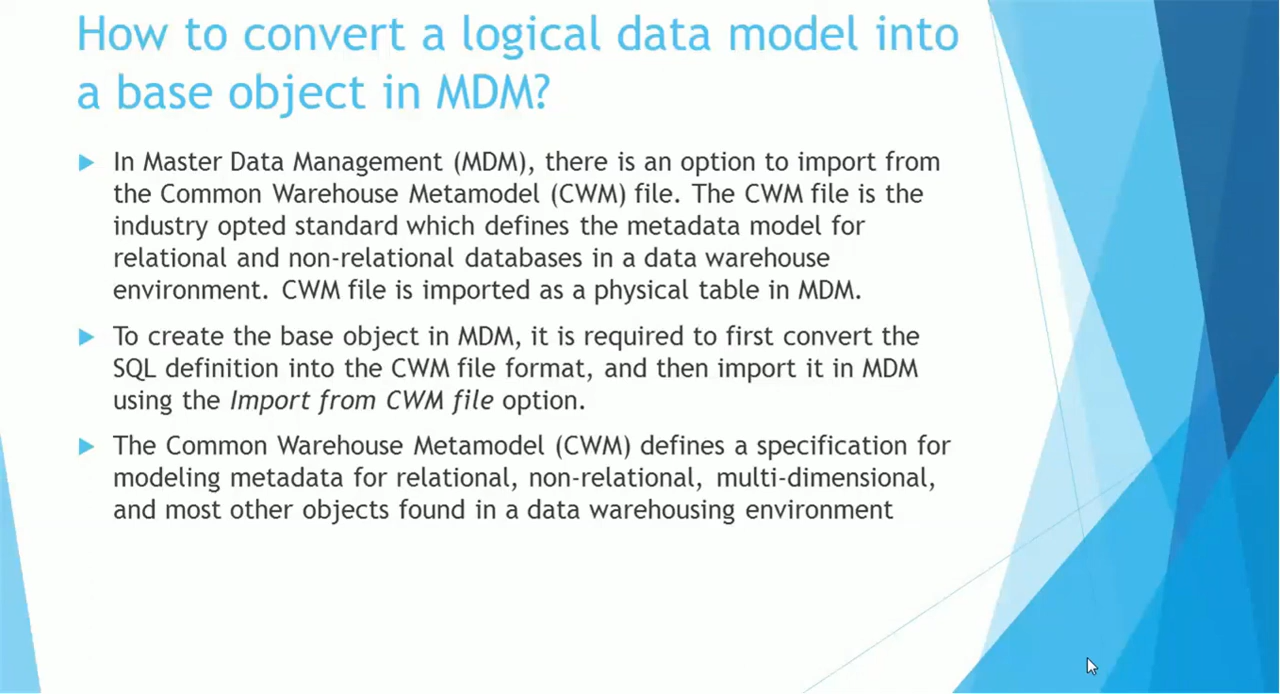 How to convert a logical data model into
a base object in MDM?
In Master Data Management (MDM), there is an option to import from
the Common Warehouse Metamodel (CWM) file. The CWM file is the
industry opted standard which defines the metadata model for
relational and non-relational databases in a data warehouse
environment. CWM file is imported as a physical table in MDM.
To create the base object in MDM, it is required to first convert the
SQL definition into the CWM file format, and then import it in MDM
using the Import from CWM file option.
The Common Warehouse Metamodel (CWM) defines a specification for
modeling metadata for relational, non-relational, multi-dimensional,
and most other objects found in a data warehousing environment